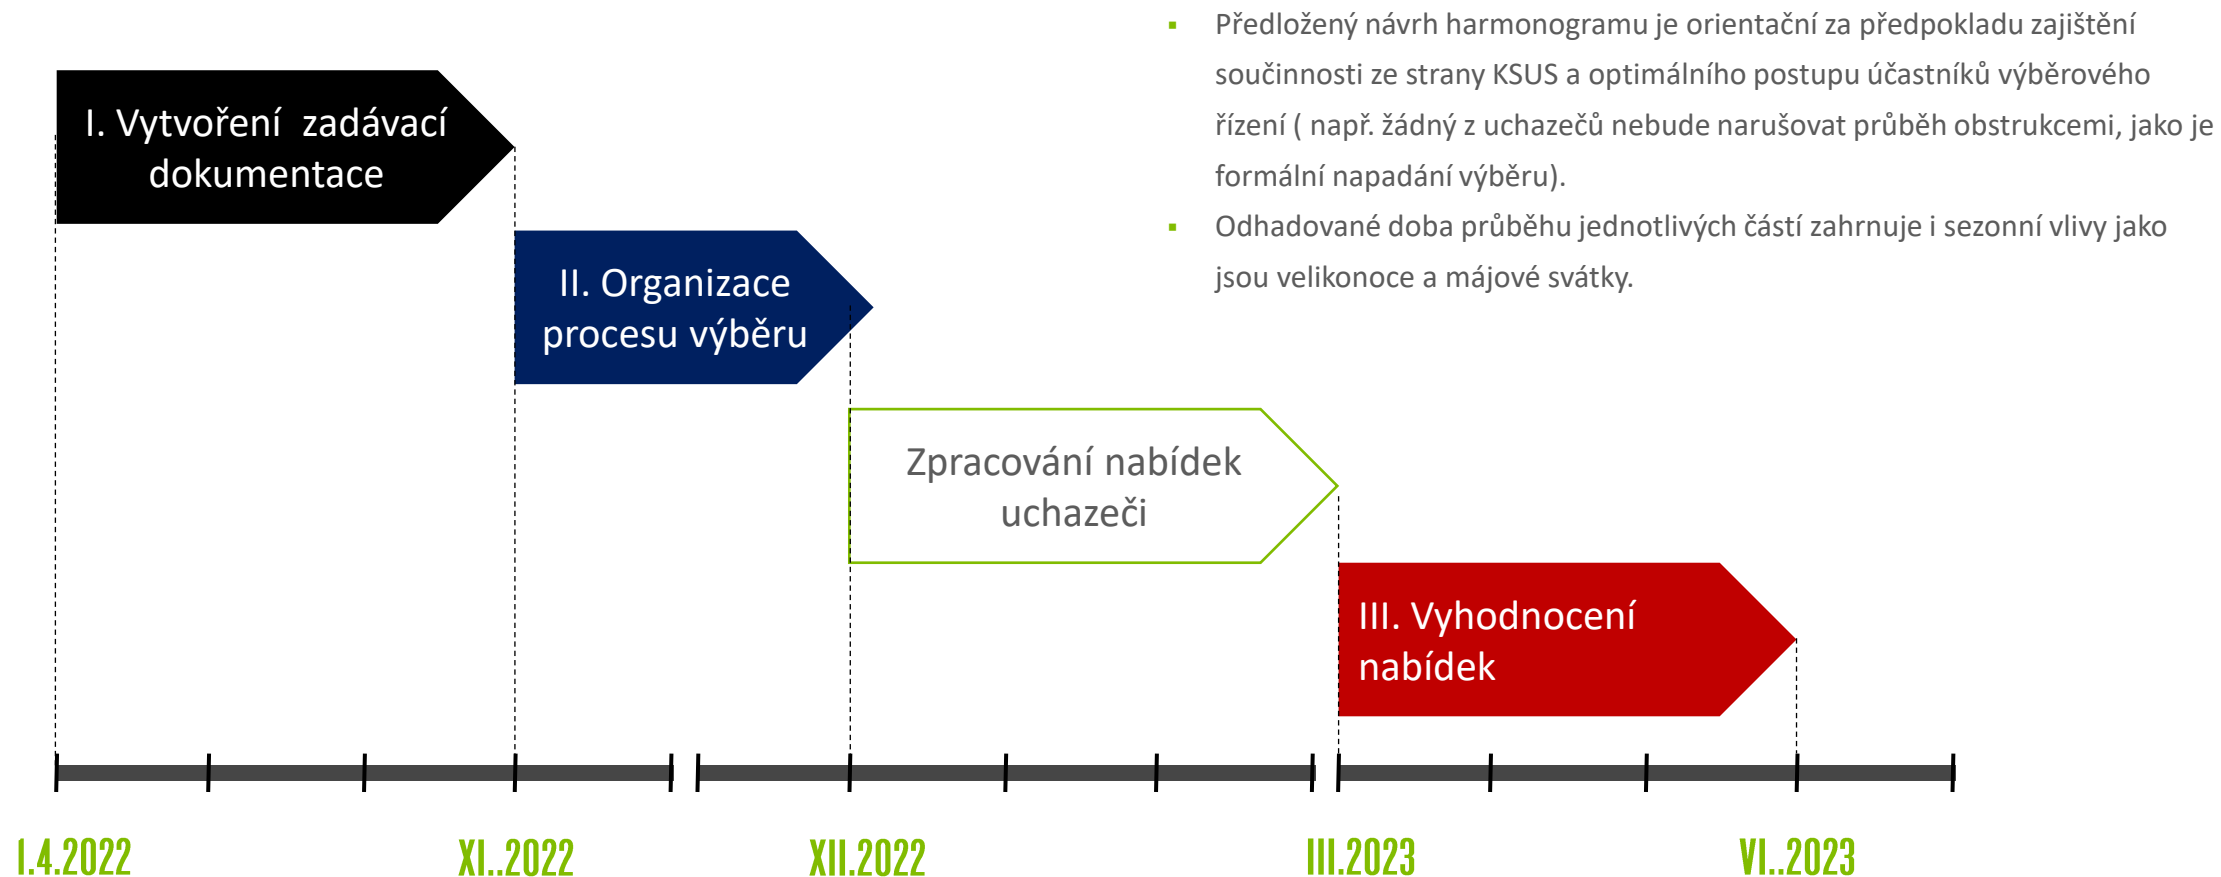 ▪ Předložený návrh harmonogramu je orientační za předpokladu zajištění
součinnosti ze strany KSUS a optimálního postupu účastníků výběrového
řízení ( např. žádný z uchazečů nebude narušovat průběh obstrukcemi, jako je
formální napadání výběru).
▪ Odhadované doba průběhu jednotlivých částí zahrnuje i sezonní vlivy jako
jsou velikonoce a májové svátky.
I. Vytvoření zadávací
dokumentace
II. Organizace
procesu výběru
Zpracování nabídek
uchazeči
III. Vyhodnocení
nabídek
1.4.2022
XI..2022
XII.2022
III.2023
VI..2023